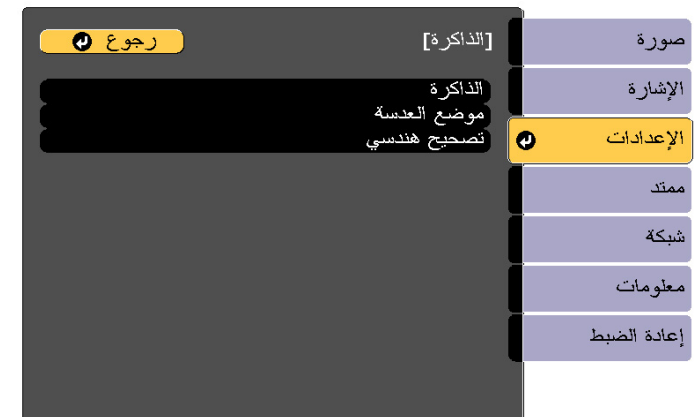 صورة
الإشارة
الإعدادات
ممتد
شبكة
معلومات
إعادة الضبط
[الذاكرة]
رجوع
الذاكرة
موضع العدسة
تصحيح هندسي